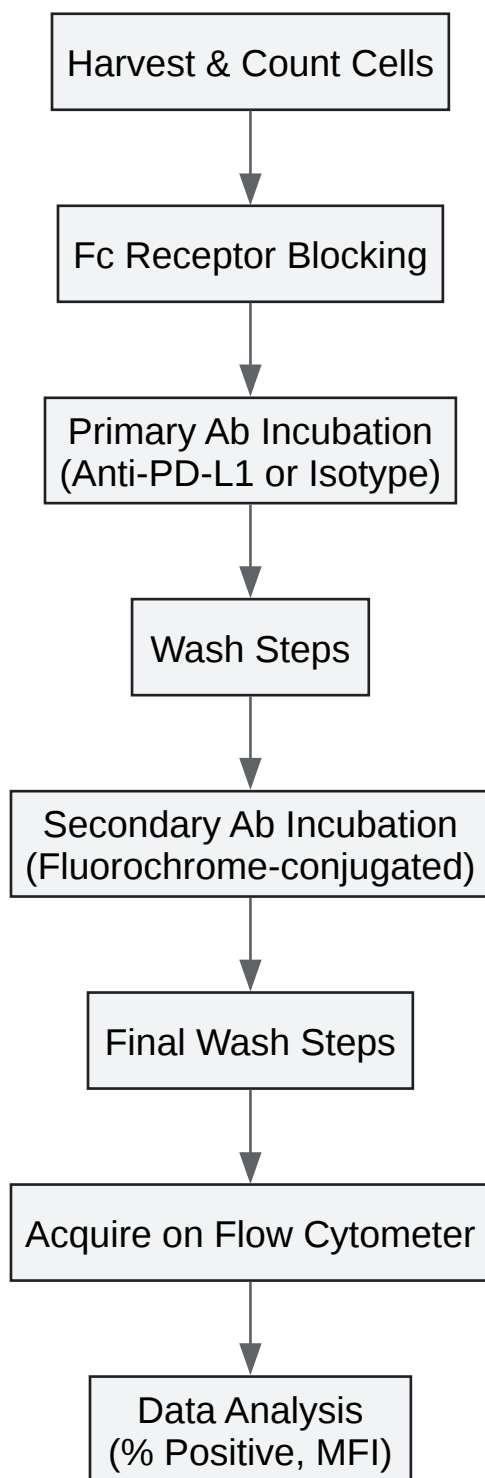 Harvest & Count Cells
Fc Receptor Blocking
Primary Ab Incubation
(Anti-PD-L1 or Isotype)
Wash Steps
Secondary Ab Incubation
(Fluorochrome-conjugated)
Final Wash Steps
Acquire on Flow Cytometer
Data Analysis
(% Positive, MFI)